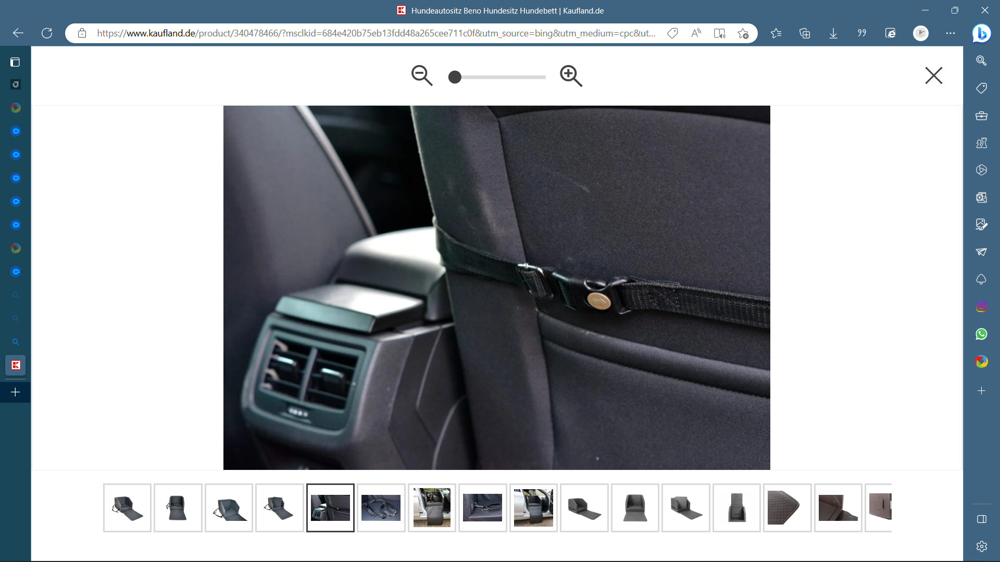 Hundeautositz Beno Hundesitz Hundebett | Kaufland.de
https://www.kaufland.de/product/340478466/?msclkid=684e420b75eb13fdd48a265cee711c0f&utm_source=bing&utm_medium=cpc&ut...